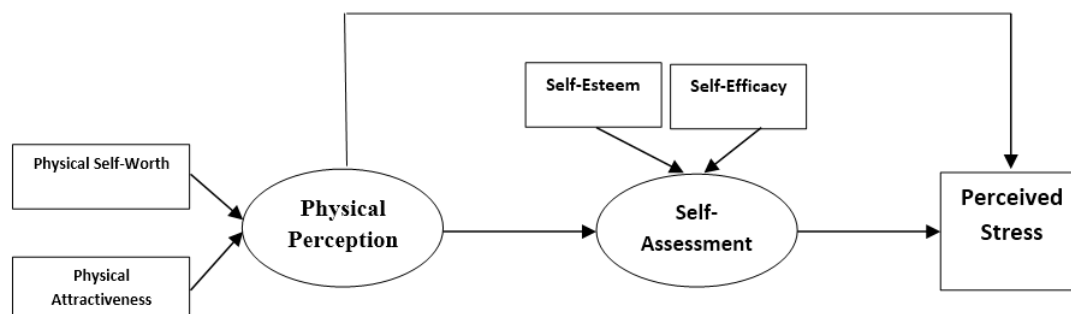 Self-Esteem
Self-Efficacy
Physical Self-Worth
Physical
Perception
Self-
Assessment
Perceived
Stress
Physical
Attractiveness